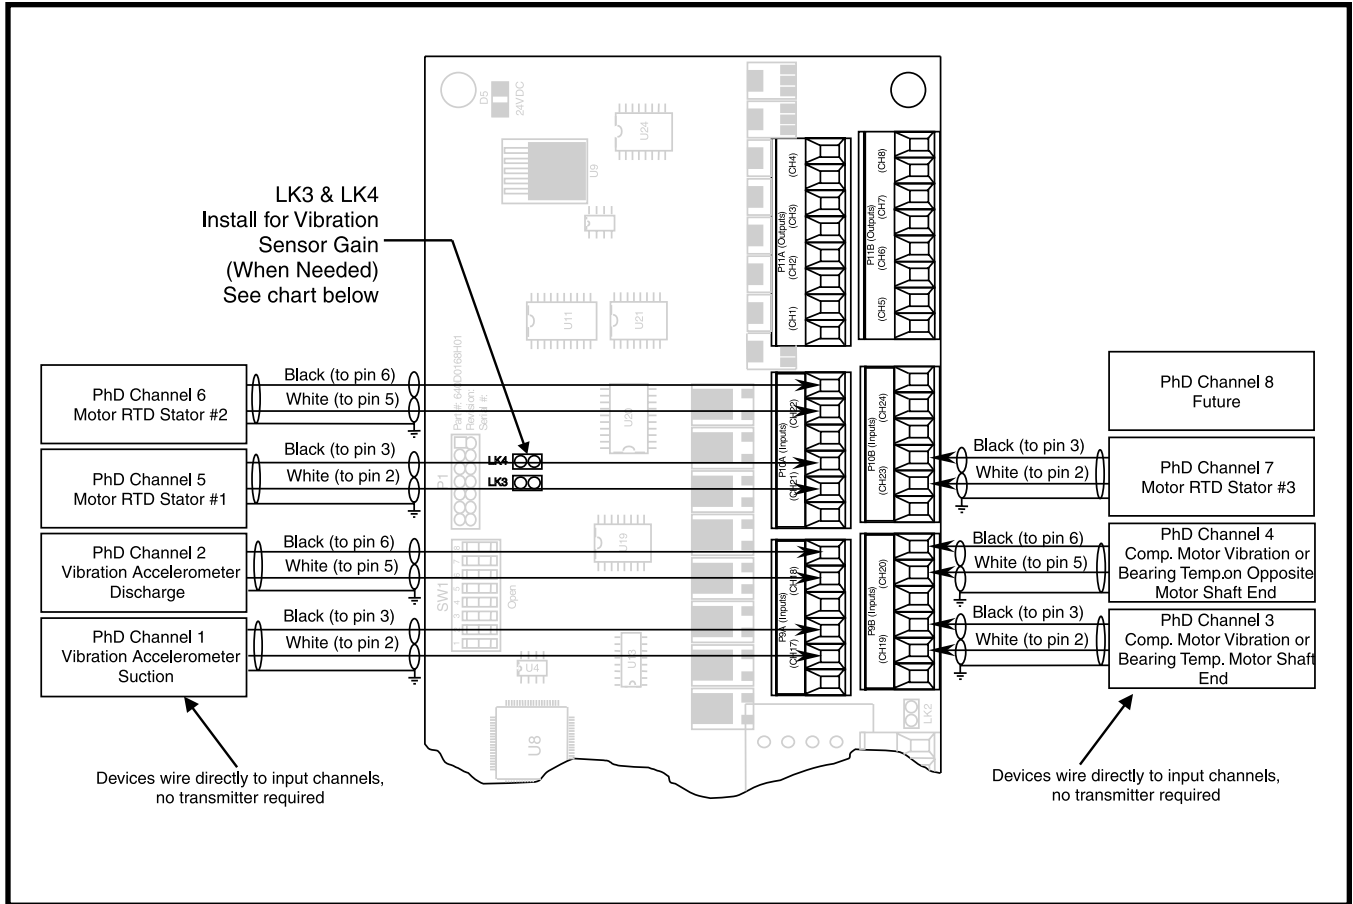 D5
24VDC
U24
U9
LK3 & LK4
Install for Vibration
Sensor Gain
(When Needed)
See chart below
U11
U21
P11A (Outputs)
(CH1)
(CH2)
(CH3)
(CH4)
P11B (Outputs)
(CH5)
(CH6)
(CH7)
(CH8)
Part #: 640D0168H01
Revision:
Serial #:
P1
U20
LK4
LK3
U19
SW1
Open
U13
U4
U8
LK2
P10A (Inputs)
(CH21)
(CH22)
P10B (Inputs)
(CH23)
(CH24)
P9A (Inputs)
(CH17)
(CH18)
P9B (Inputs)
(CH19)
(CH20)
PhD Channel 6
Motor RTD Stator #2
Black (to pin 6)
White (to pin 5)
PhD Channel 5
Motor RTD Stator #1
Black (to pin 3)
White (to pin 2)
PhD Channel 2
Vibration Accelerometer
Discharge
Black (to pin 6)
White (to pin 5)
PhD Channel 1
Vibration Accelerometer
Suction
Black (to pin 3)
White (to pin 2)
Devices wire directly to input channels,
no transmitter required
PhD Channel 8
Future
Black (to pin 3)
White (to pin 2)
PhD Channel 7
Motor RTD Stator #3
Black (to pin 6)
White (to pin 5)
PhD Channel 4
Comp. Motor Vibration or
Bearing Temp.on Opposite
Motor Shaft End
Black (to pin 3)
White (to pin 2)
PhD Channel 3
Comp. Motor Vibration or
Bearing Temp. Motor Shaft
End
Devices wire directly to input channels,
no transmitter required